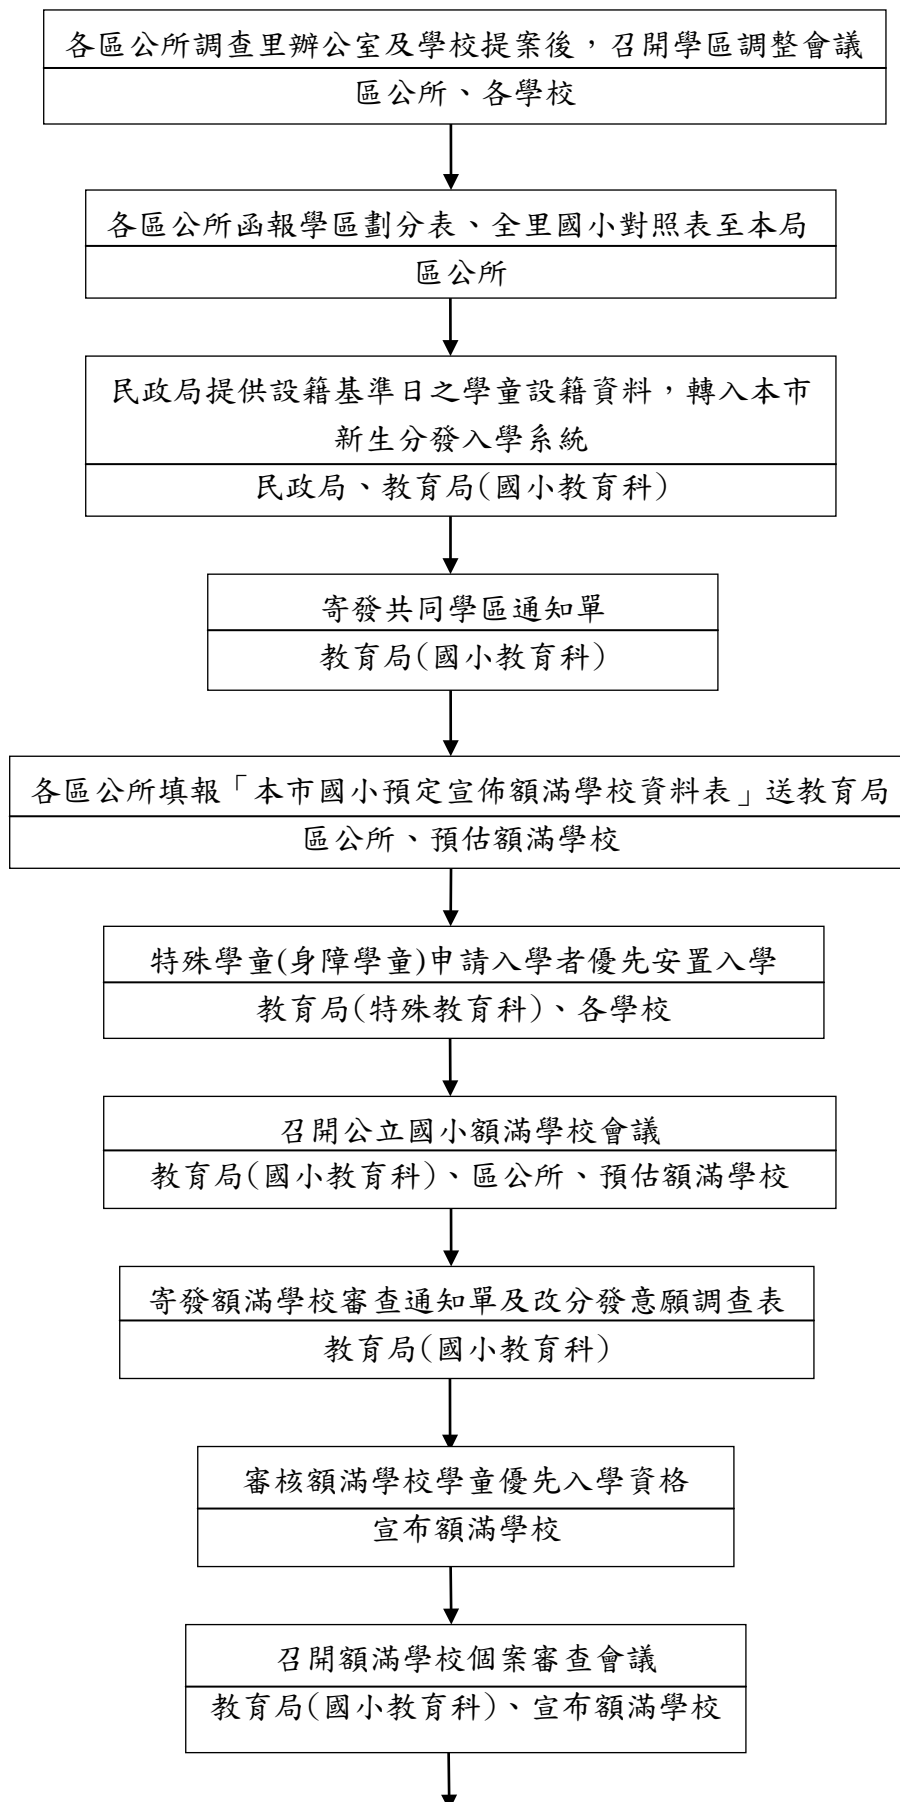 各區公所調查里辦公室及學校提案後，召開學區調整會議
區公所、各學校
各區公所函報學區劃分表、全里國小對照表至本局
區公所
民政局提供設籍基準日之學童設籍資料，轉入本市
新生分發入學系統
民政局、教育局(國小教育科)
寄發共同學區通知單
教育局(國小教育科)
各區公所填報「本市國小預定宣佈額滿學校資料表」送教育局
區公所、預估額滿學校
特殊學童(身障學童)申請入學者優先安置入學
教育局(特殊教育科)、各學校
召開公立國小額滿學校會議
教育局(國小教育科)、區公所、預估額滿學校
寄發額滿學校審查通知單及改分發意願調查表
教育局(國小教育科)
審核額滿學校學童優先入學資格
宣布額滿學校
召開額滿學校個案審查會議
教育局(國小教育科)、宣布額滿學校